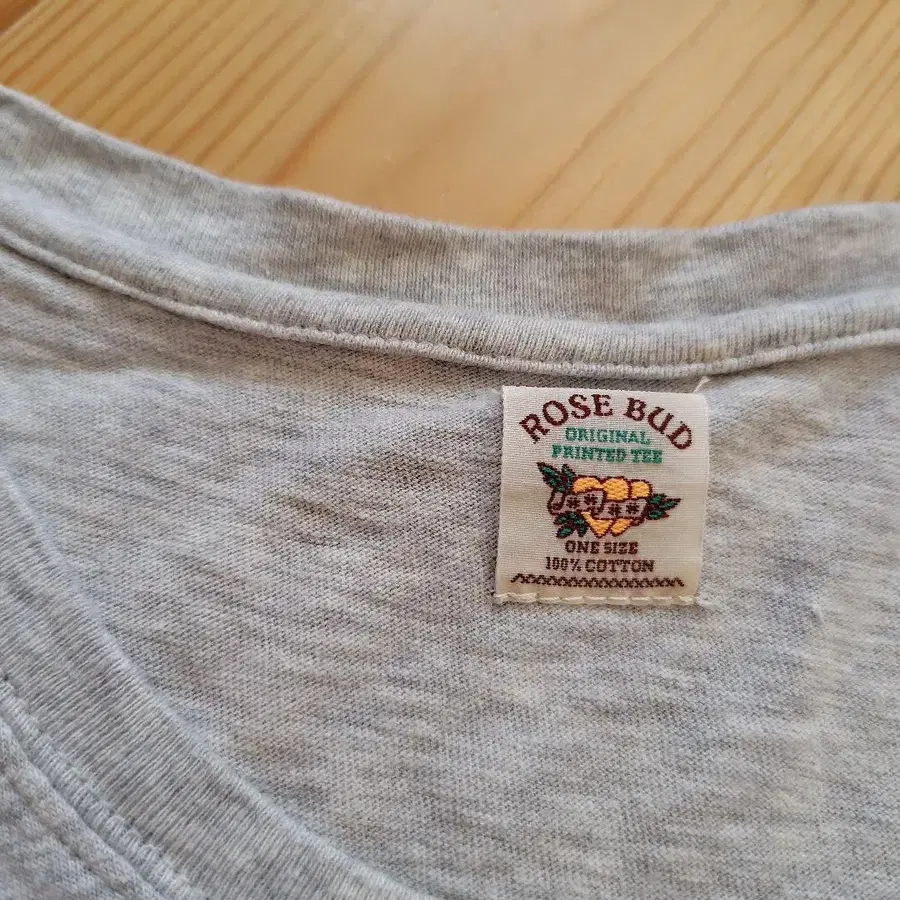 ROSE BUD
ORIGINAL
PRINTED TEE
ONE SIZE
100% COTTON